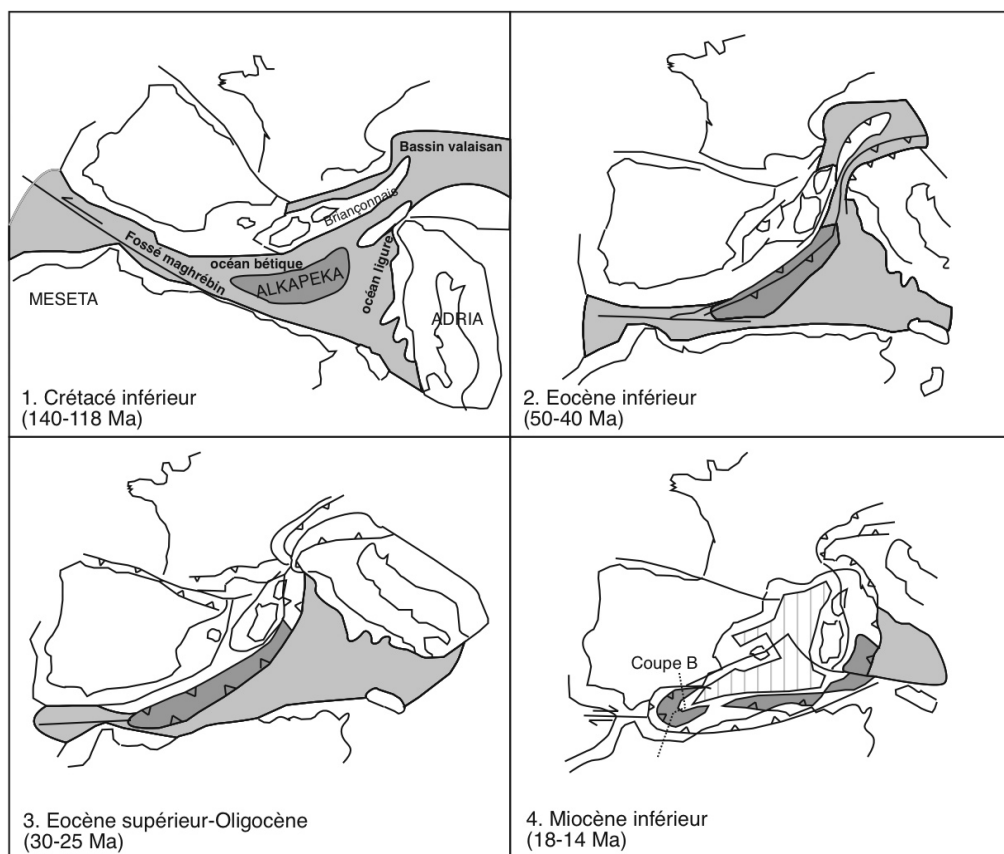 Bassin valaisan
Briançonnais
Fossé maghrébin
océan bétique
océan ligure
ALKAPEKA
MESETA
ADRIA
1. Crétacé inférieur
(140-118 Ma)
2. Eocène inférieur
(50-40 Ma)
3. Eocène supérieur-Oligocène
(30-25 Ma)
Coupe B
4. Miocène inférieur
(18-14 Ma)